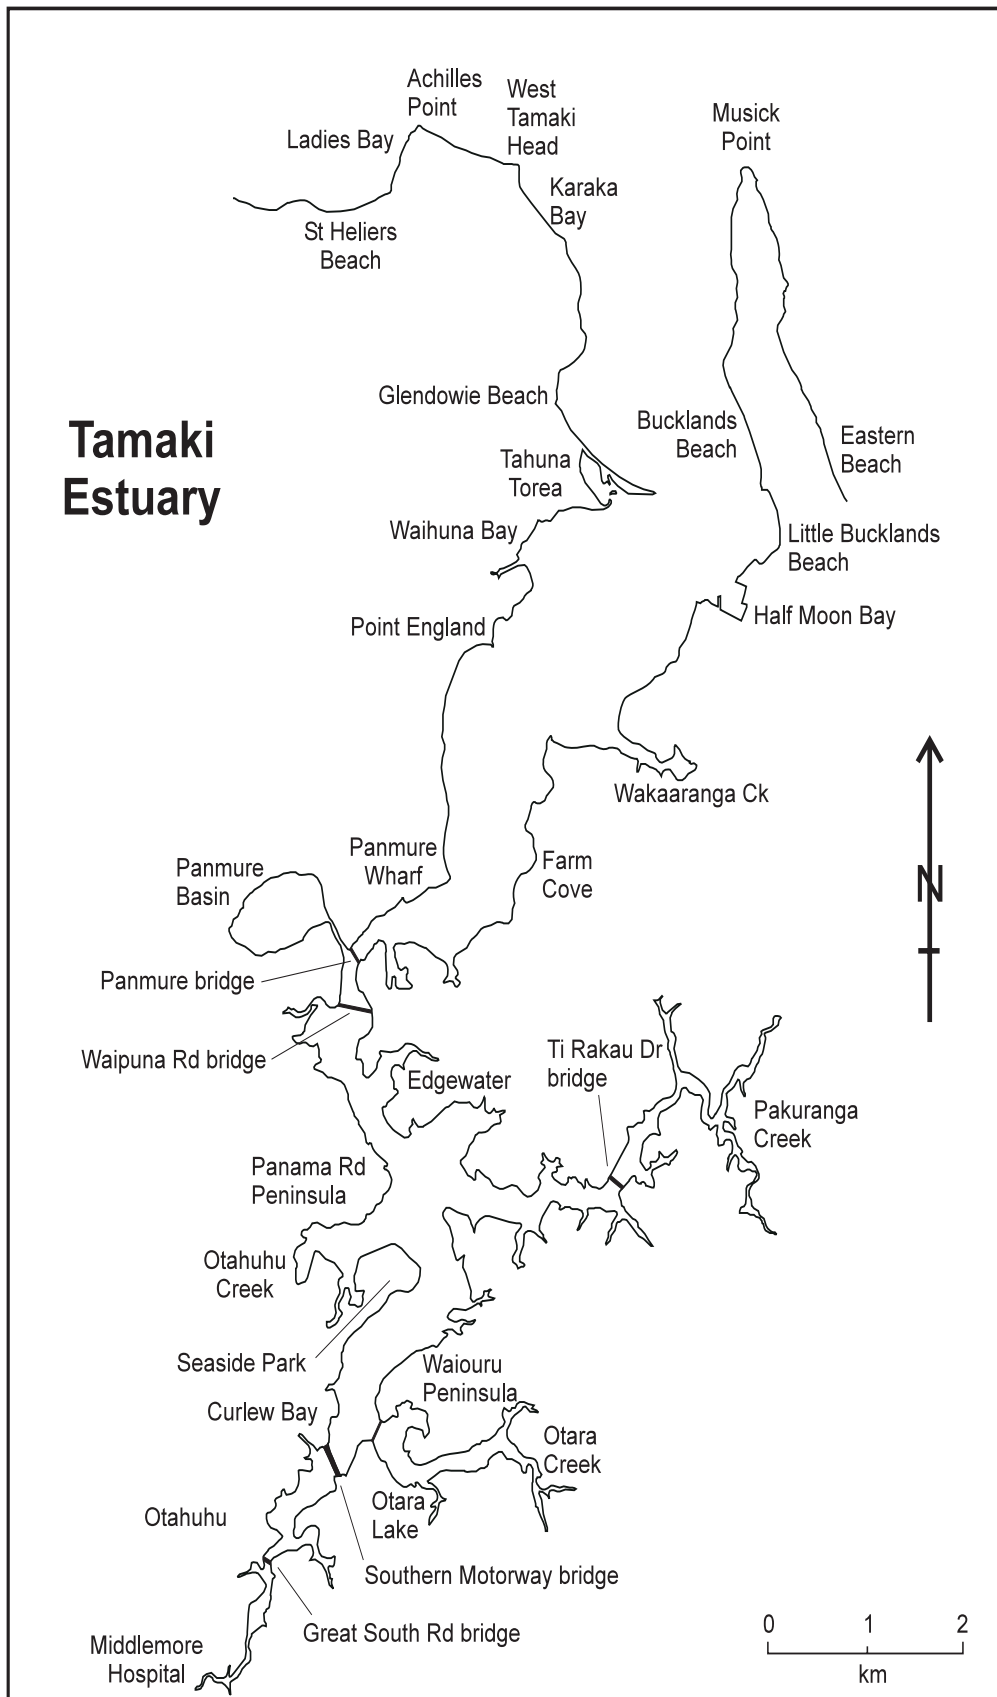 Achilles
Point
West
Tamaki
Head
Musick
Point
Ladies Bay
Karaka
Bay
St Heliers
Beach
Glendowie Beach
Bucklands
Beach
Eastern
Beach
Tamaki
Estuary
Tahuna
Torea
Waihuna Bay
Little Bucklands
Beach
Half Moon Bay
Point England
Wakaaranga Ck
Panmure
Wharf
Farm
Cove
Panmure
Basin
N
Panmure bridge
Waipuna Rd bridge
Ti Rakau Dr
bridge
Edgewater
Pakuranga
Creek
Panama Rd
Peninsula
Otahuhu
Creek
Seaside Park
Waiouru
Peninsula
Curlew Bay
Otara
Creek
Otara
Lake
Otahuhu
Southern Motorway bridge
Great South Rd bridge
Middlemore
Hospital
0 1 2
km